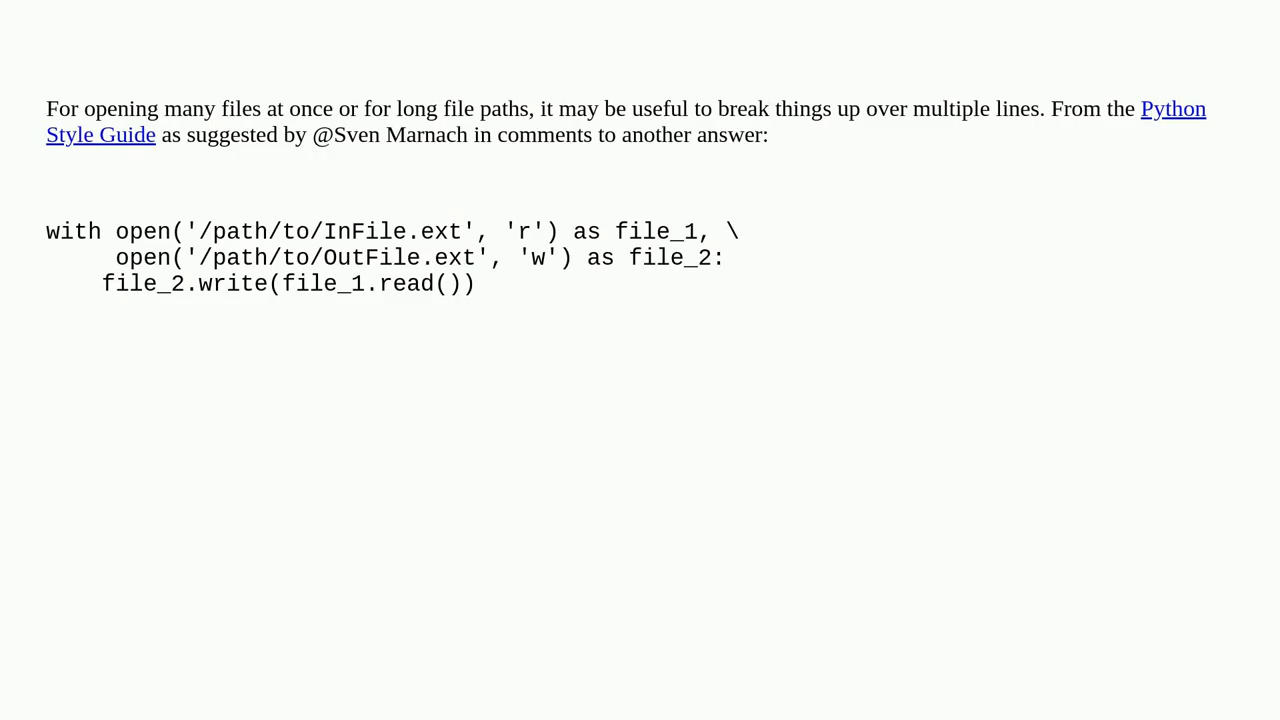 For opening many files at once or for long file paths, it may be useful to break things up over multiple lines. From the Python
Style Guide as suggested by @Sven Marnach in comments to another answer:
with open('/path/to/InFile.ext', 'r') as file_1, \
     open('/path/to/OutFile.ext', 'w') as file_2:
    file_2.write(file_1.read())